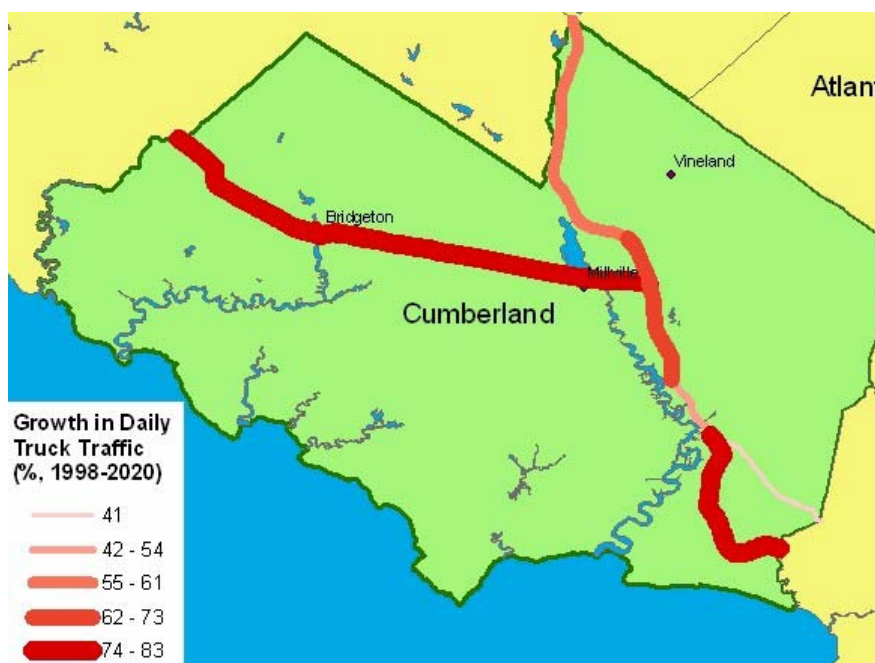 Atlan
Vineland
Bridgeton
Millville
Cumberland
Growth in Daily
Truck Traffic
(%, 1998-2020)
41
42 - 54
55 - 61
62 - 73
74 - 83